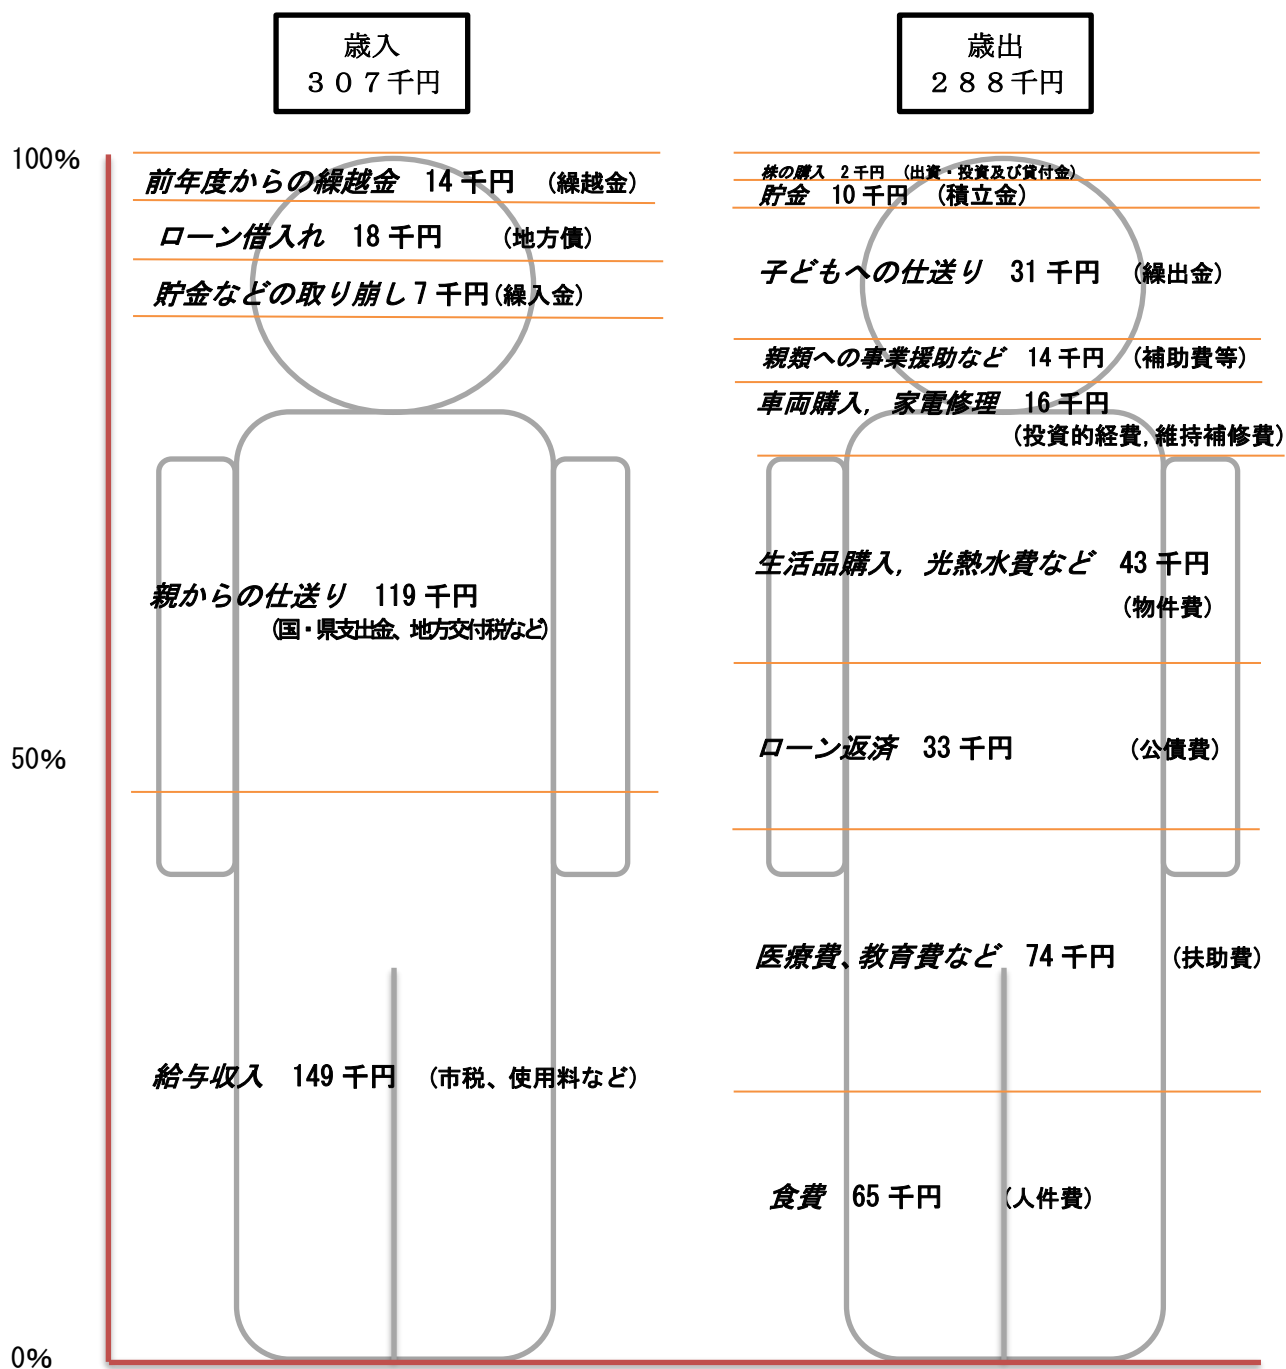 歳入
３０７千円
歳出
２８８千円
100%
前年度からの繰越金 14 千円 (繰越金)
ローン借入れ 18 千円 (地方債)
貯金などの取り崩し 7 千円 (繰入金)
親からの仕送り 119 千円
(国・県支出金、地方交付税など)
50%
給与収入 149 千円 (市税、使用料など)
0%
株の購入 2 千円 (出資・投資及び貸付金)
貯金 10 千円 (積立金)
子どもへの仕送り 31 千円 (繰出金)
親類への事業援助など 14 千円 (補助費等)
車両購入, 家電修理 16 千円
(投資的経費, 維持補修費)
生活品購入, 光熱水費など 43 千円
(物件費)
ローン返済 33 千円 (公債費)
医療費、教育費など 74 千円 (扶助費)
食費 65 千円 (人件費)